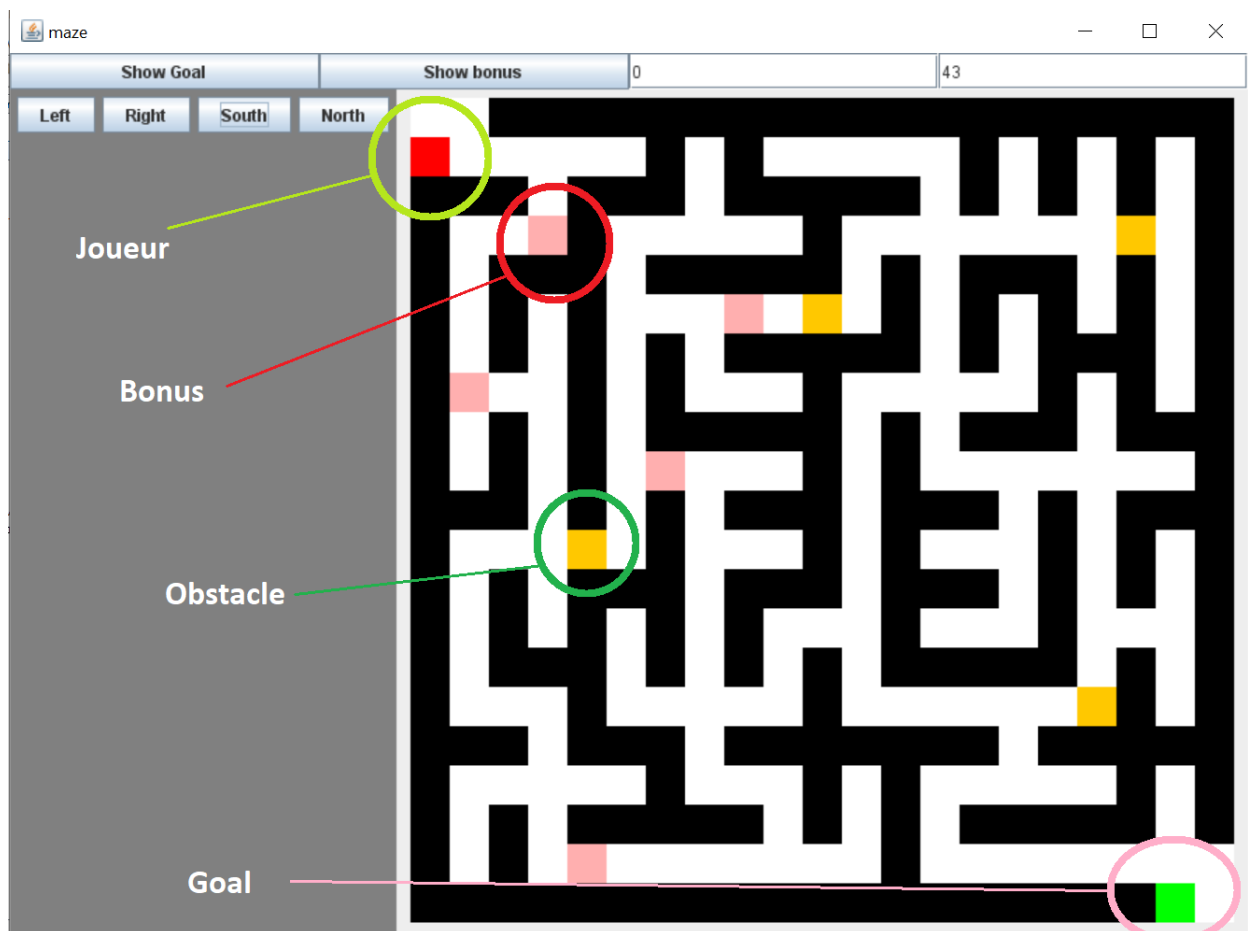 maze
Show Goal
Show bonus
0
43
Left
Right
South
North
Joueur
Bonus
Obstacle
Goal